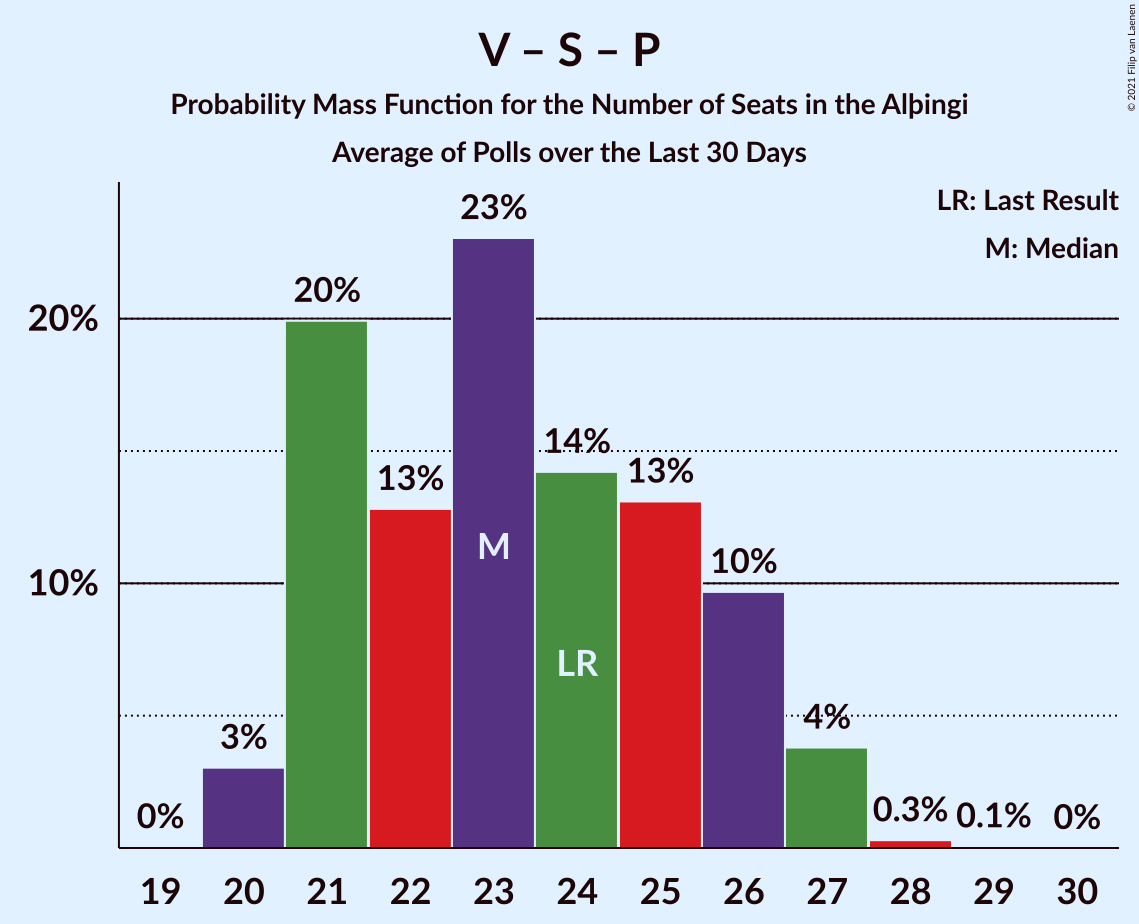 V – S – P
Probability Mass Function for the Number of Seats in the Alþingi
Average of Polls over the Last 30 Days
© 2021 Filip van Laenen
LR: Last Result
M: Median
23%
20%
20%
14%
13%
13%
M
10%
10%
LR
4%
3%
0%
0.3%
0.1%
0%
19 20 21 22 23 24 25 26 27 28 29 30